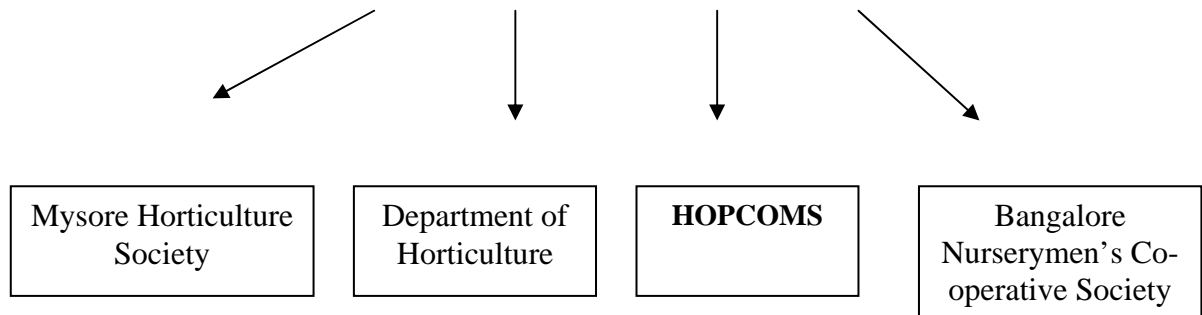 Mysore Horticulture
Society
Department of
Horticulture
HOPCOMS
Bangalore
Nurserymen’s Co-
operative Society